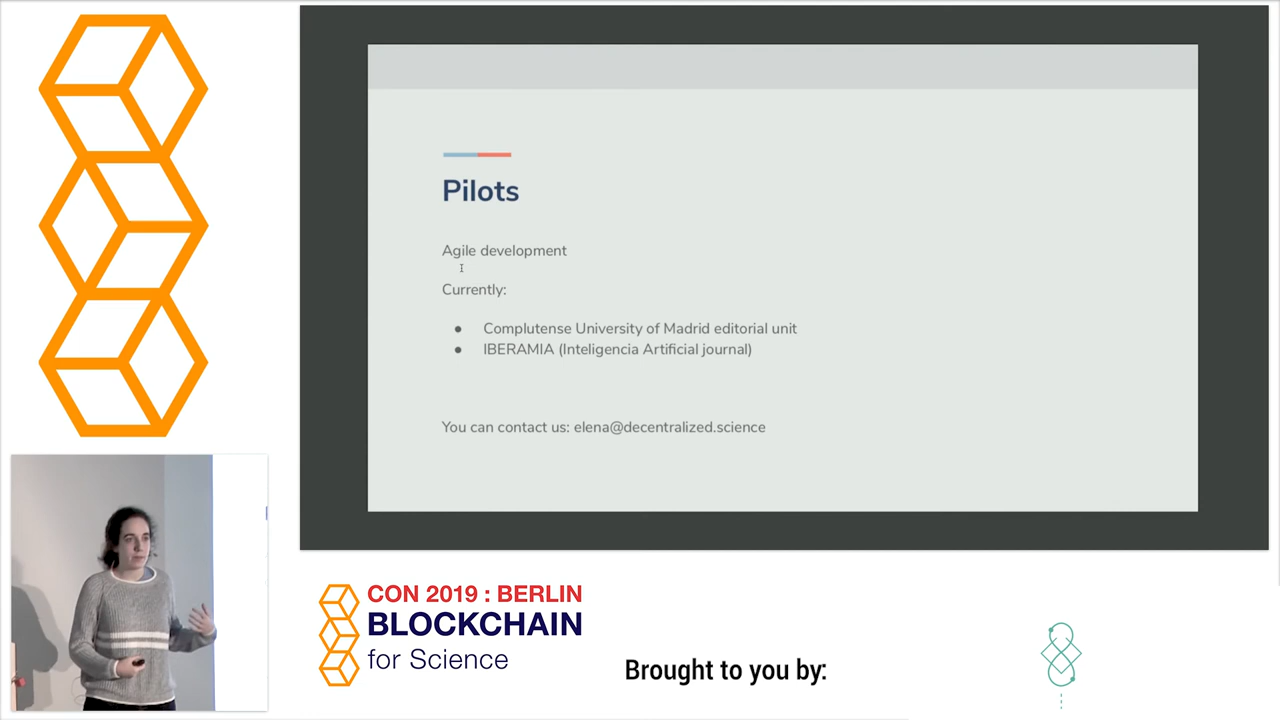 Pilots
Agile development
Currently:
● Complutense University of Madrid editorial unit
● IBERAMIA (Inteligencia Artificial journal)
You can contact us: elena@decentralized.science
CON 2019 : BERLIN
BLOCKCHAIN
for Science
Brought to you by: